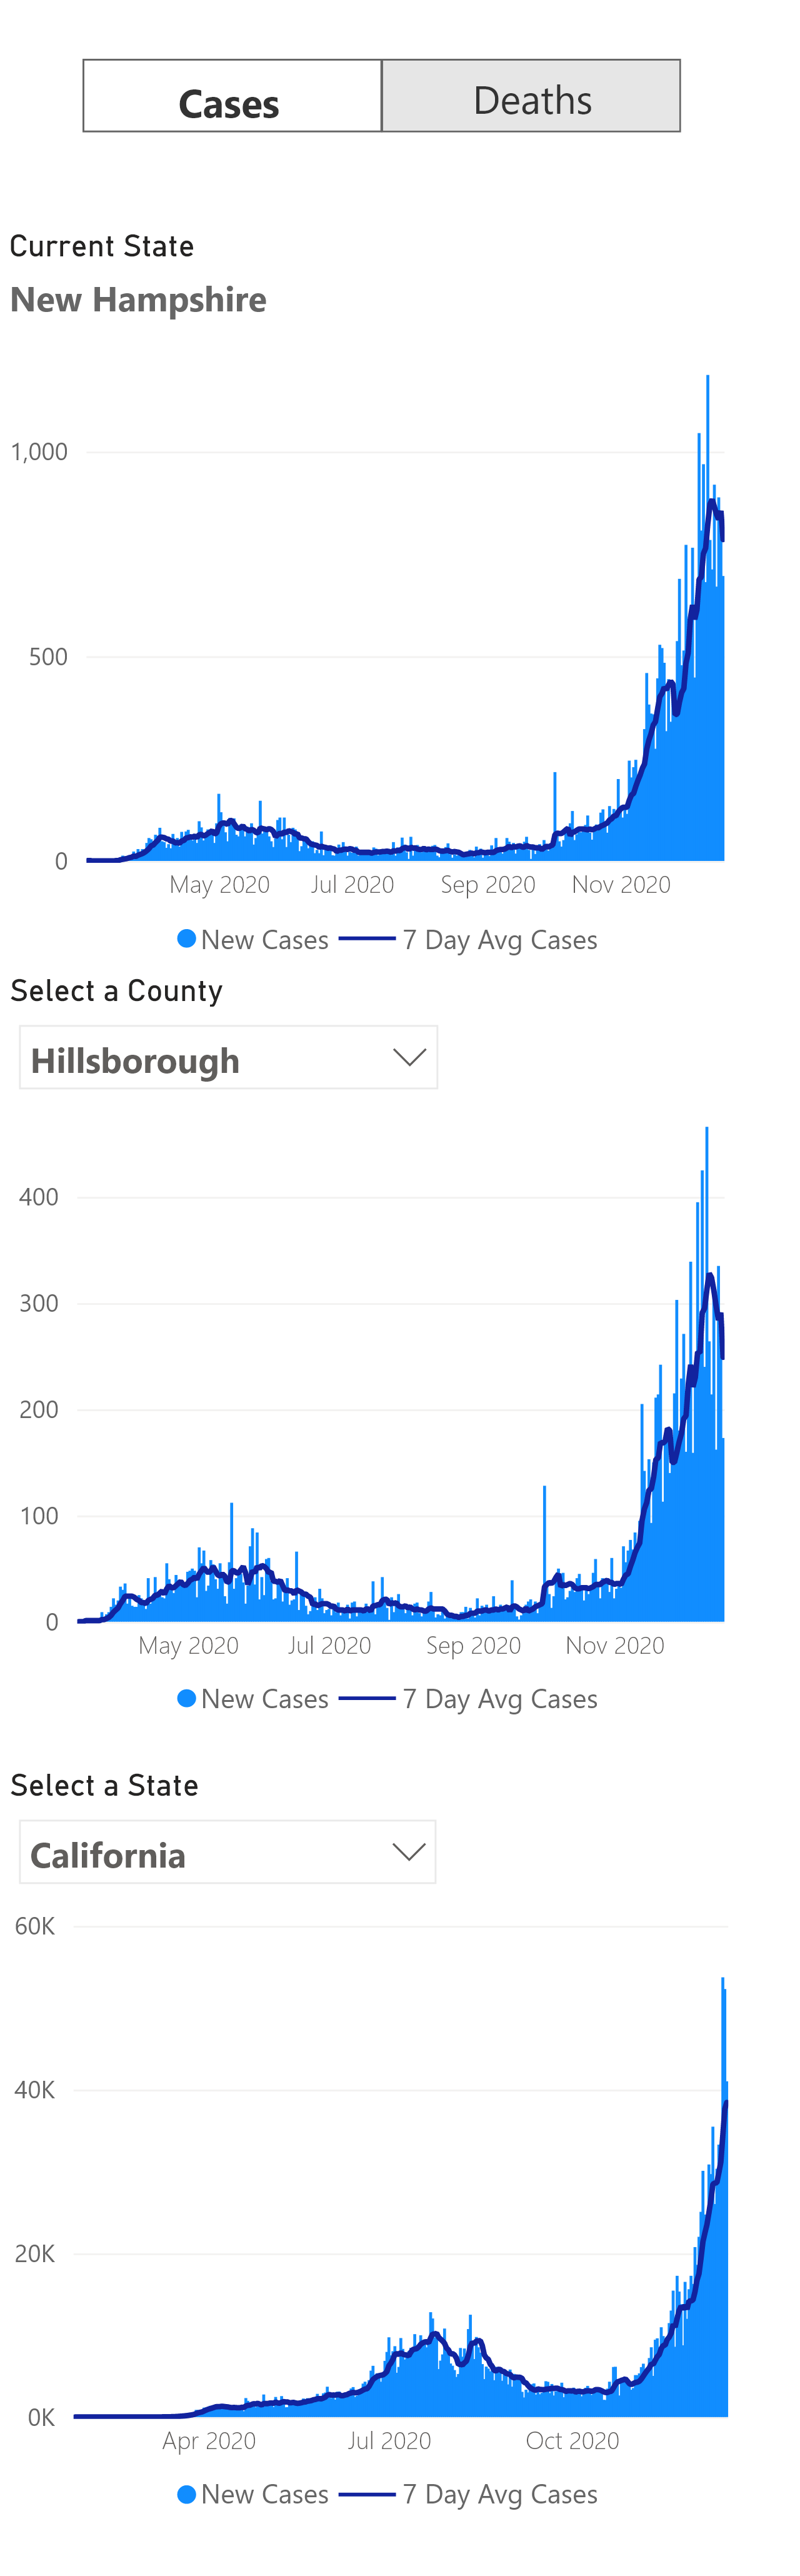 Cases Deaths
Current State
New Hampshire
1,000
500
0
May 2020 Jul 2020 Sep 2020 Nov 2020
New Cases 7 Day Avg Cases
Select a County
Hillsborough
400
300
200
100
0
May 2020 Jul 2020 Sep 2020 Nov 2020
New Cases 7 Day Avg Cases
Select a State
California
60K
40K
20K
0K
Apr 2020 Jul 2020 Oct 2020
New Cases 7 Day Avg Cases